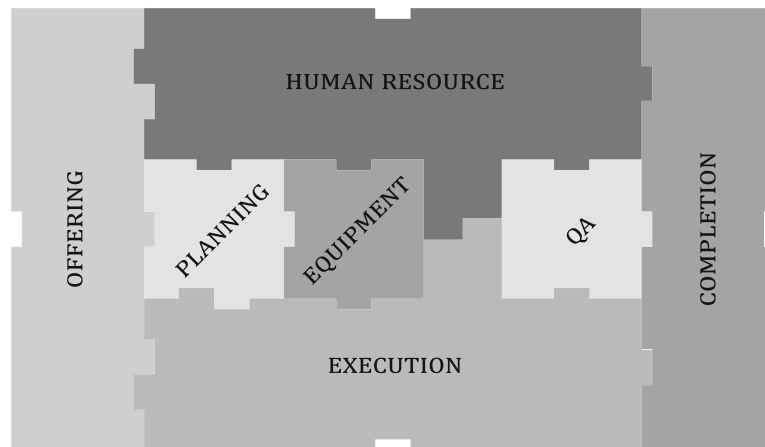 HUMAN RESOURCE
OFFERING
PLANNING
EQUIPMENT
QA
COMPLETION
EXECUTION